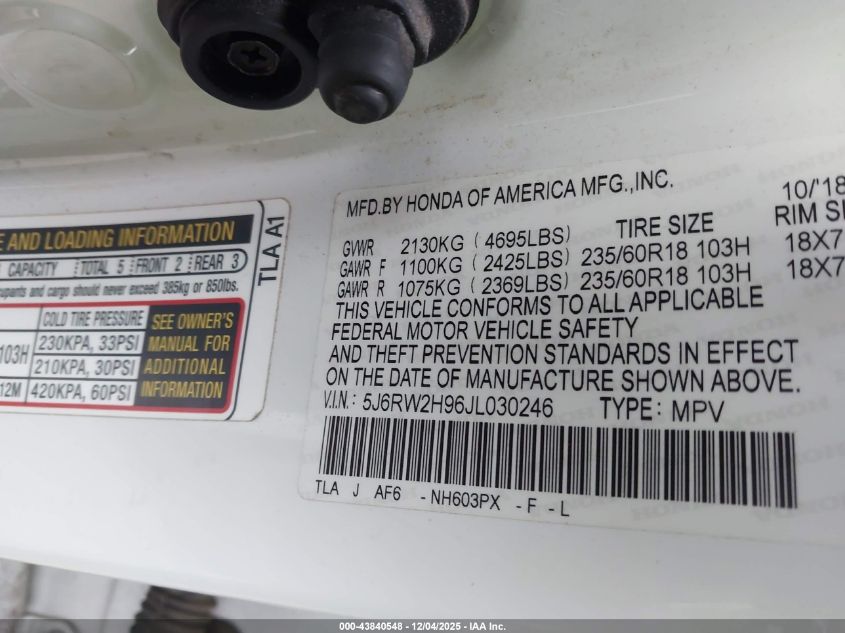 E AND LOADING INFORMATION
CAPACITY TOTAL 5 FRONT 2 REAR 3
upants and cargo should never exceed 385kg or 850lbs.
COLD TIRE PRESSURE
103H 230KPA, 33PSI
210KPA, 30PSI
12M 420KPA, 60PSI
SEE OWNER'S
MANUAL FOR
ADDITIONAL
INFORMATION
TLA A1
MFD.BY HONDA OF AMERICA MFG.,INC. 10/'18
TIRE SIZE RIM SI
GVWR 2130KG (4695LBS)
GAWR F 1100KG (2425LBS) 235/60R18 103H 18X7
GAWR R 1075KG (2369LBS) 235/60R18 103H 18X7
THIS VEHICLE CONFORMS TO ALL APPLICABLE
FEDERAL MOTOR VEHICLE SAFETY
AND THEFT PREVENTION STANDARDS IN EFFECT
ON THE DATE OF MANUFACTURE SHOWN ABOVE.
V.I.N: 5J6RW2H96JL030246 TYPE: MPV
TLA J AF6 -NH603PX -F -L
000-43840548 - 12/04/2025 - IAA Inc.